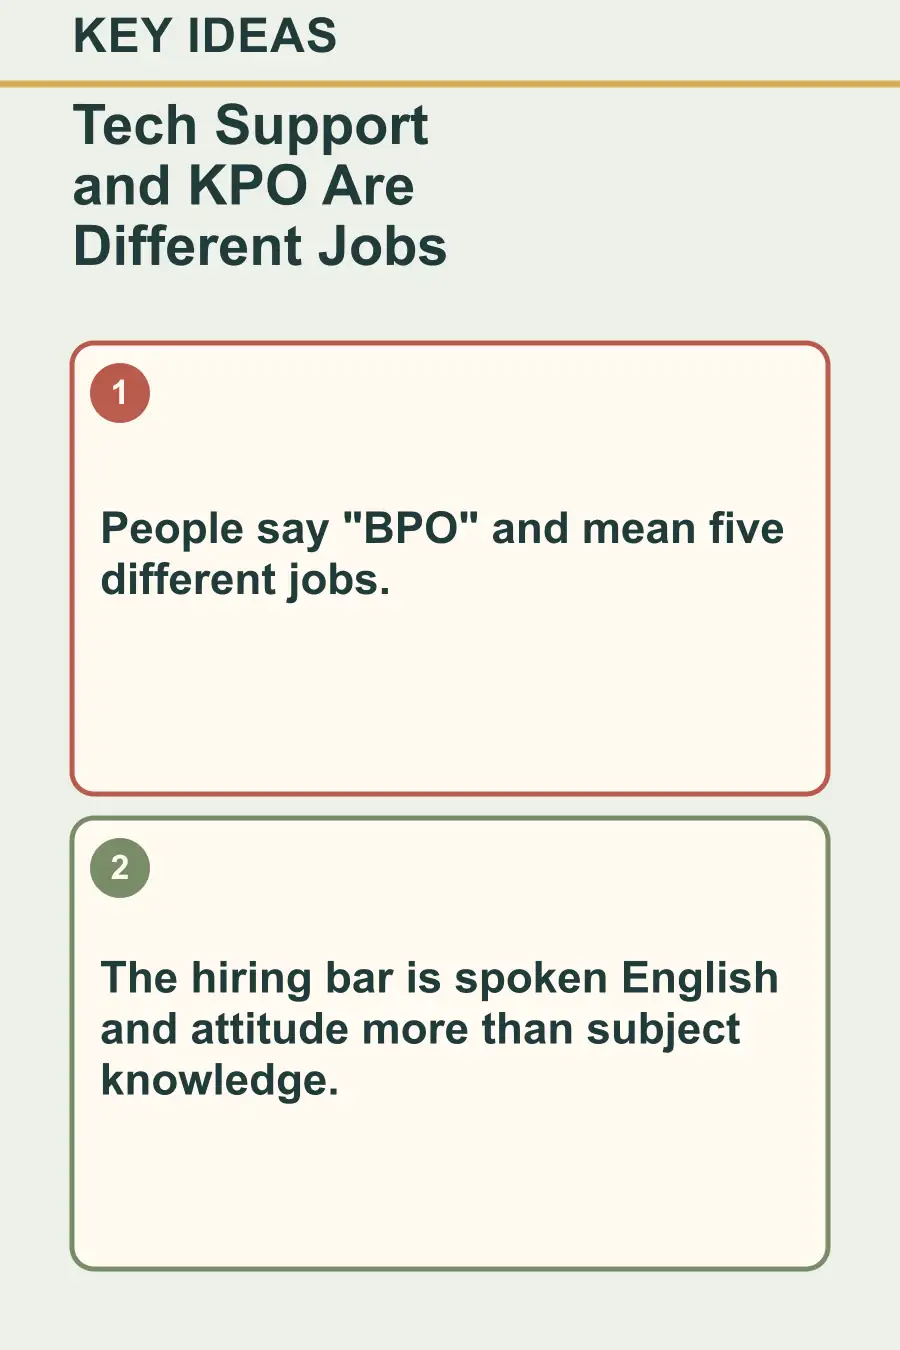 KEY IDEAS
Tech Support
and KPO Are
Different Jobs
1
People say "BPO" and mean five
different jobs.
2
The hiring bar is spoken English
and attitude more than subject
knowledge.